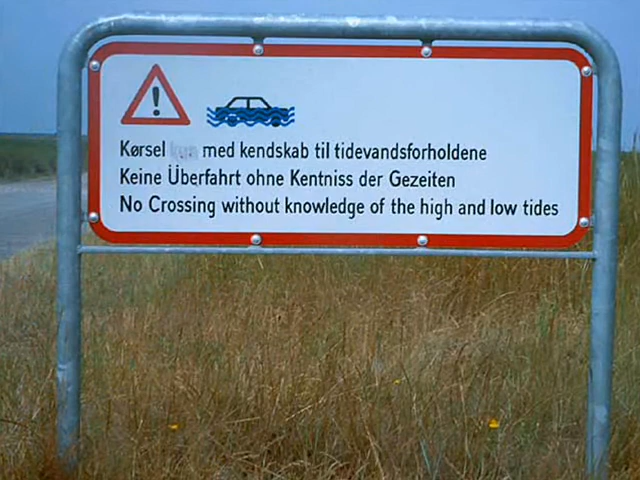 Kørsel med kendskab til tidevandsforholdene
Keine Überfahrt ohne Kentniss der Gezeiten
No Crossing without knowledge of the high and low tides